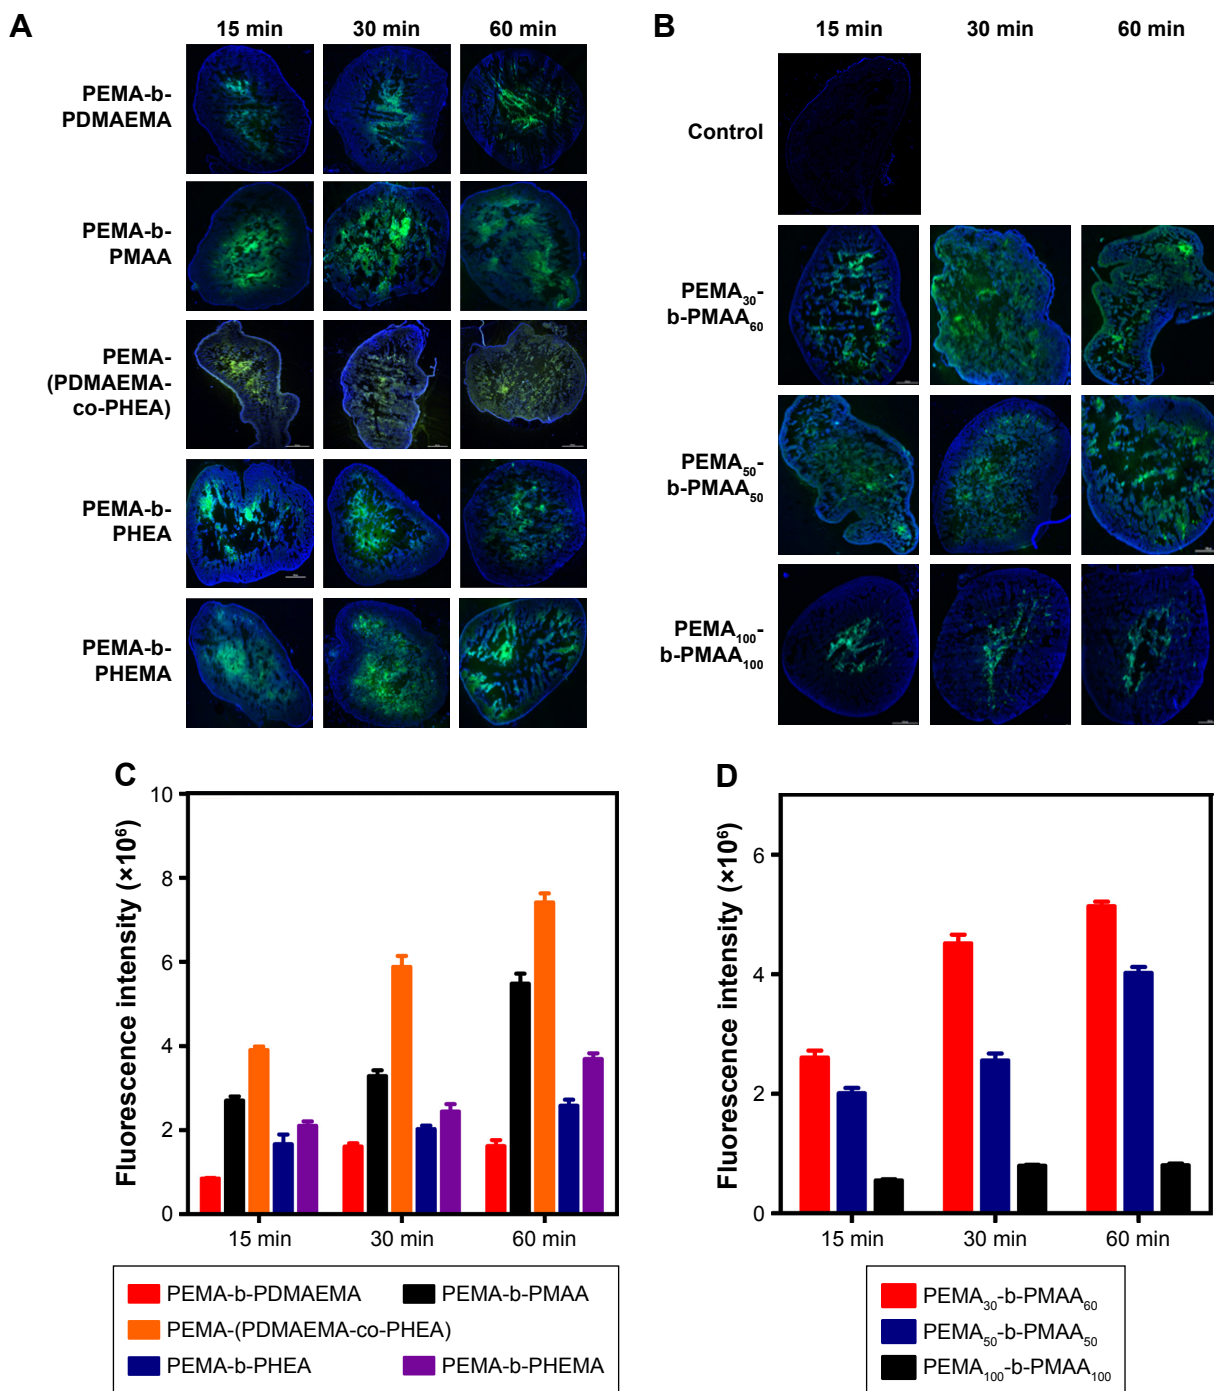 A
15 min 30 min 60 min
PEMA-b-
PDMAEMA
PEMA-b-
PMAA
PEMA-
(PDMAEMA-
co-PHEA)
PEMA-b-
PHEA
PEMA-b-
PHEMA
B
15 min 30 min 60 min
Control
PEMA₃₀-
b-PMAA₆₀
PEMA₅₀-
b-PMAA₅₀
PEMA₁₀₀-
b-PMAA₁₀₀
C
Fluorescence intensity (×10⁶)
10
8
6
4
2
0
15 min 30 min 60 min
PEMA-b-PDMAEMA PEMA-b-PMAA
PEMA-(PDMAEMA-co-PHEA)
PEMA-b-PHEA PEMA-b-PHEMA
D
Fluorescence intensity (×10⁶)
6
4
2
0
15 min 30 min 60 min
PEMA₃₀-b-PMAA₆₀
PEMA₅₀-b-PMAA₅₀
PEMA₁₀₀-b-PMAA₁₀₀